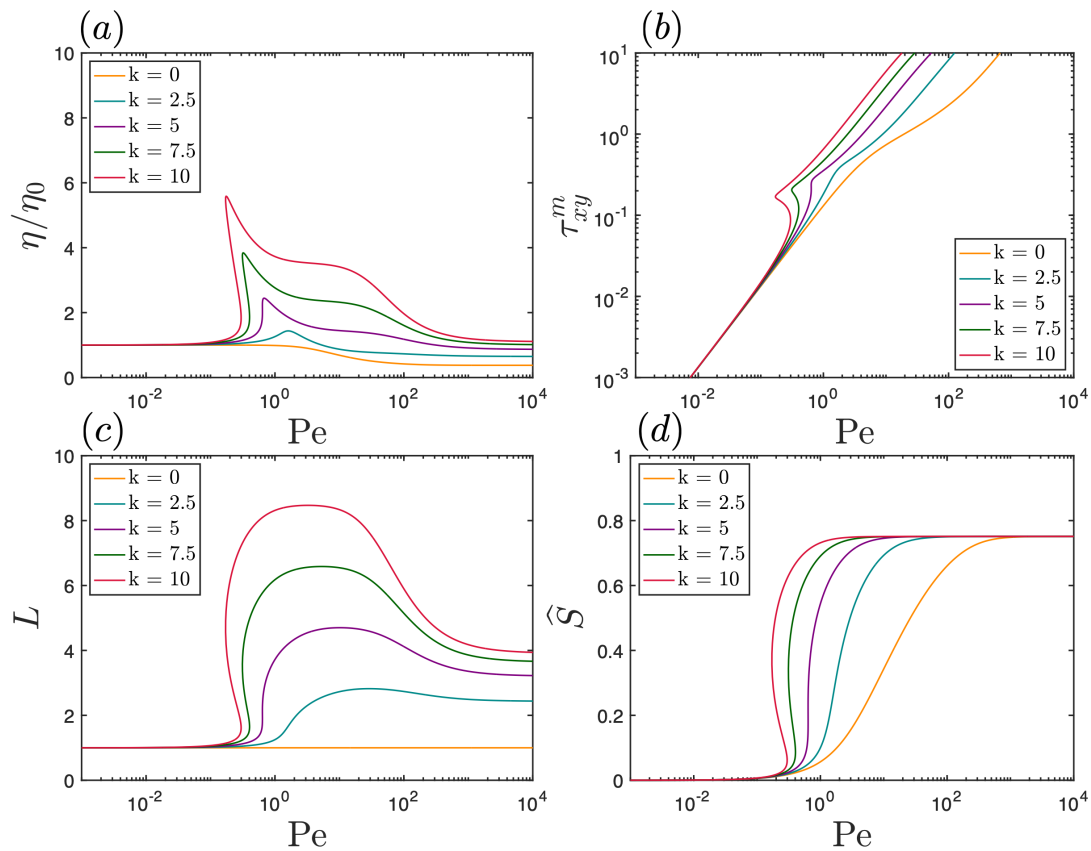 (a)
10
8
6
4
2
0
η/η0
k = 0
k = 2.5
k = 5
k = 7.5
k = 10
10^-2
10^0
10^2
10^4
Pe
(b)
10^1
10^0
10^-1
10^-2
10^-3
τ^m_xy
k = 0
k = 2.5
k = 5
k = 7.5
k = 10
10^-2
10^0
10^2
10^4
Pe
(c)
10
8
6
4
2
0
L
k = 0
k = 2.5
k = 5
k = 7.5
k = 10
10^-2
10^0
10^2
10^4
Pe
(d)
1
0.8
0.6
0.4
0.2
0
Ŝ
k = 0
k = 2.5
k = 5
k = 7.5
k = 10
10^-2
10^0
10^2
10^4
Pe